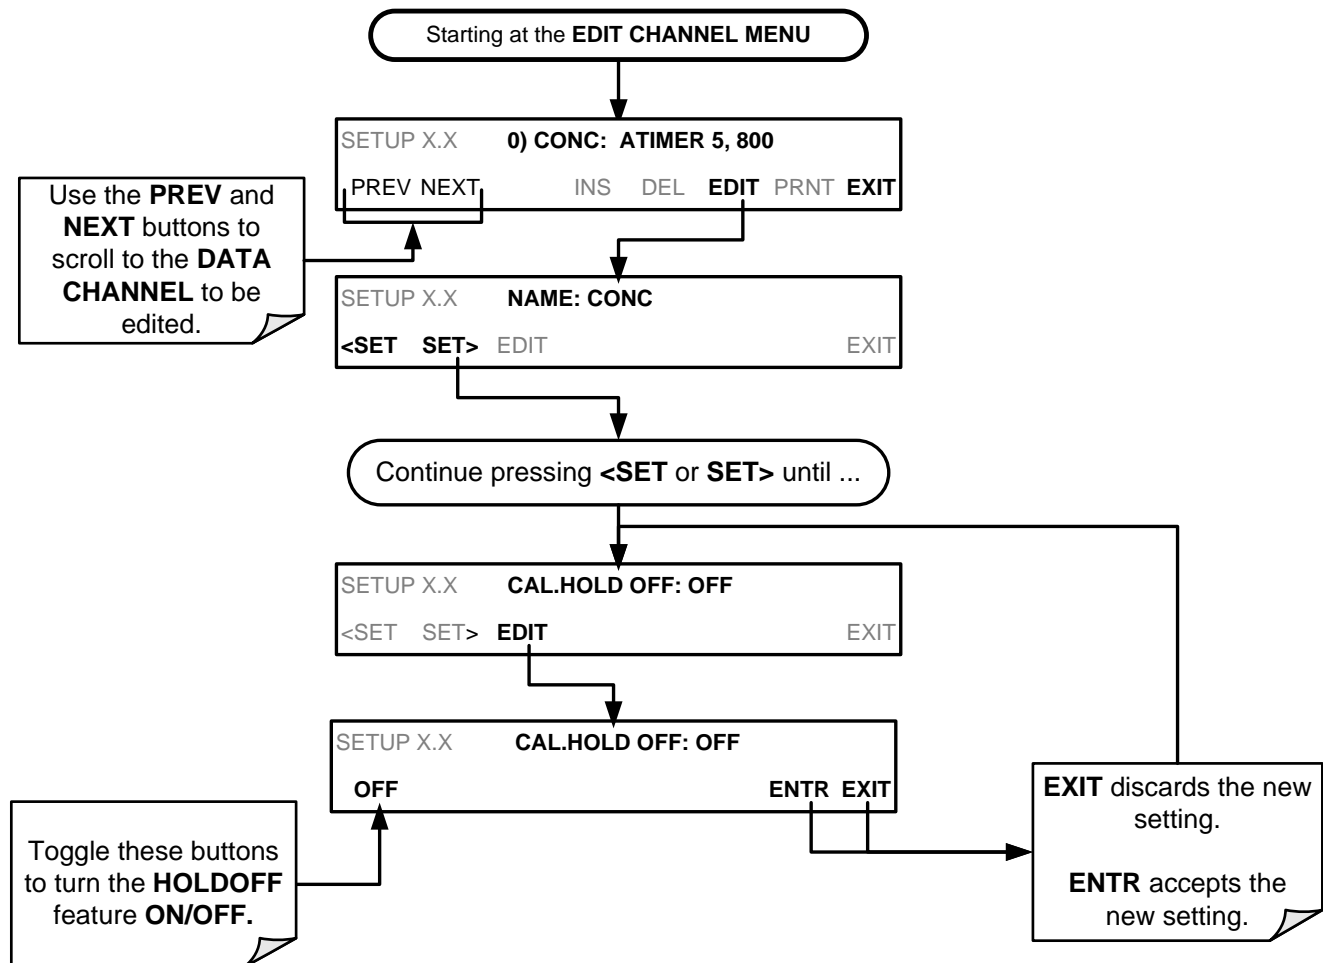 Starting at the EDIT CHANNEL MENU
SETUP X.X 0) CONC: ATIMER 5, 800
PREV NEXT INS DEL EDIT PRNT EXIT
Use the PREV and
NEXT buttons to
scroll to the DATA
CHANNEL to be
edited.
SETUP X.X NAME: CONC
<SET SET> EDIT EXIT
Continue pressing <SET or SET> until ...
SETUP X.X CAL.HOLD OFF: OFF
<SET SET> EDIT EXIT
SETUP X.X CAL.HOLD OFF: OFF
OFF ENTR EXIT
Toggle these buttons
to turn the HOLDOFF
feature ON/OFF.
EXIT discards the new
setting.
ENTR accepts the
new setting.